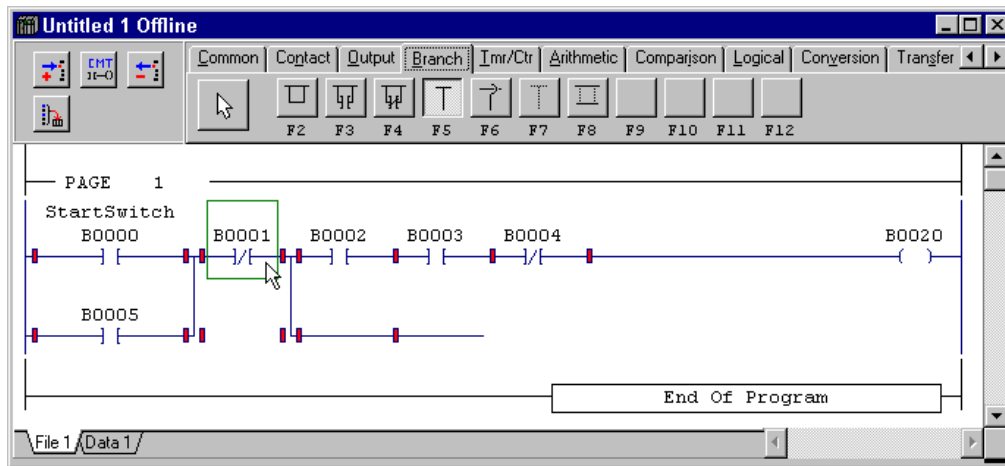 Untitled 1 Offline
CMT
Common Contact Output Branch Tmr/Ctr Arithmetic Comparison Logical Conversion Transfer
F2 F3 F4 F5 F6 F7 F8 F9 F10 F11 F12
PAGE 1
StartSwitch
B0000 B0001 B0002 B0003 B0004 B0020
B0005
End Of Program
File 1 Data 1